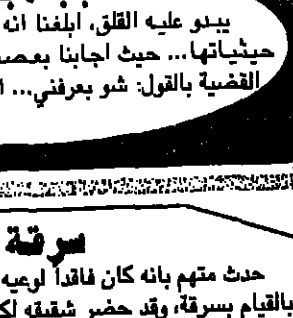 يبدو عليه القلق، ابلغنا انه
حيثياتها... حيث اجابنا بعصب
القضية بالقول: شو بعرفني... ا
سرقة
حدث متهم بانه كان فاقداً لوعيه
بالقيام بسرقة، وقد حضر شقيقه لك